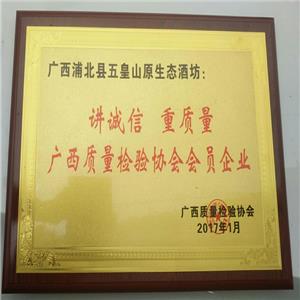 广西浦北县五皇山原生态酒坊：
讲诚信 重质量
广西质量检验协会会员企业
广西质量检验协会
2017年1月